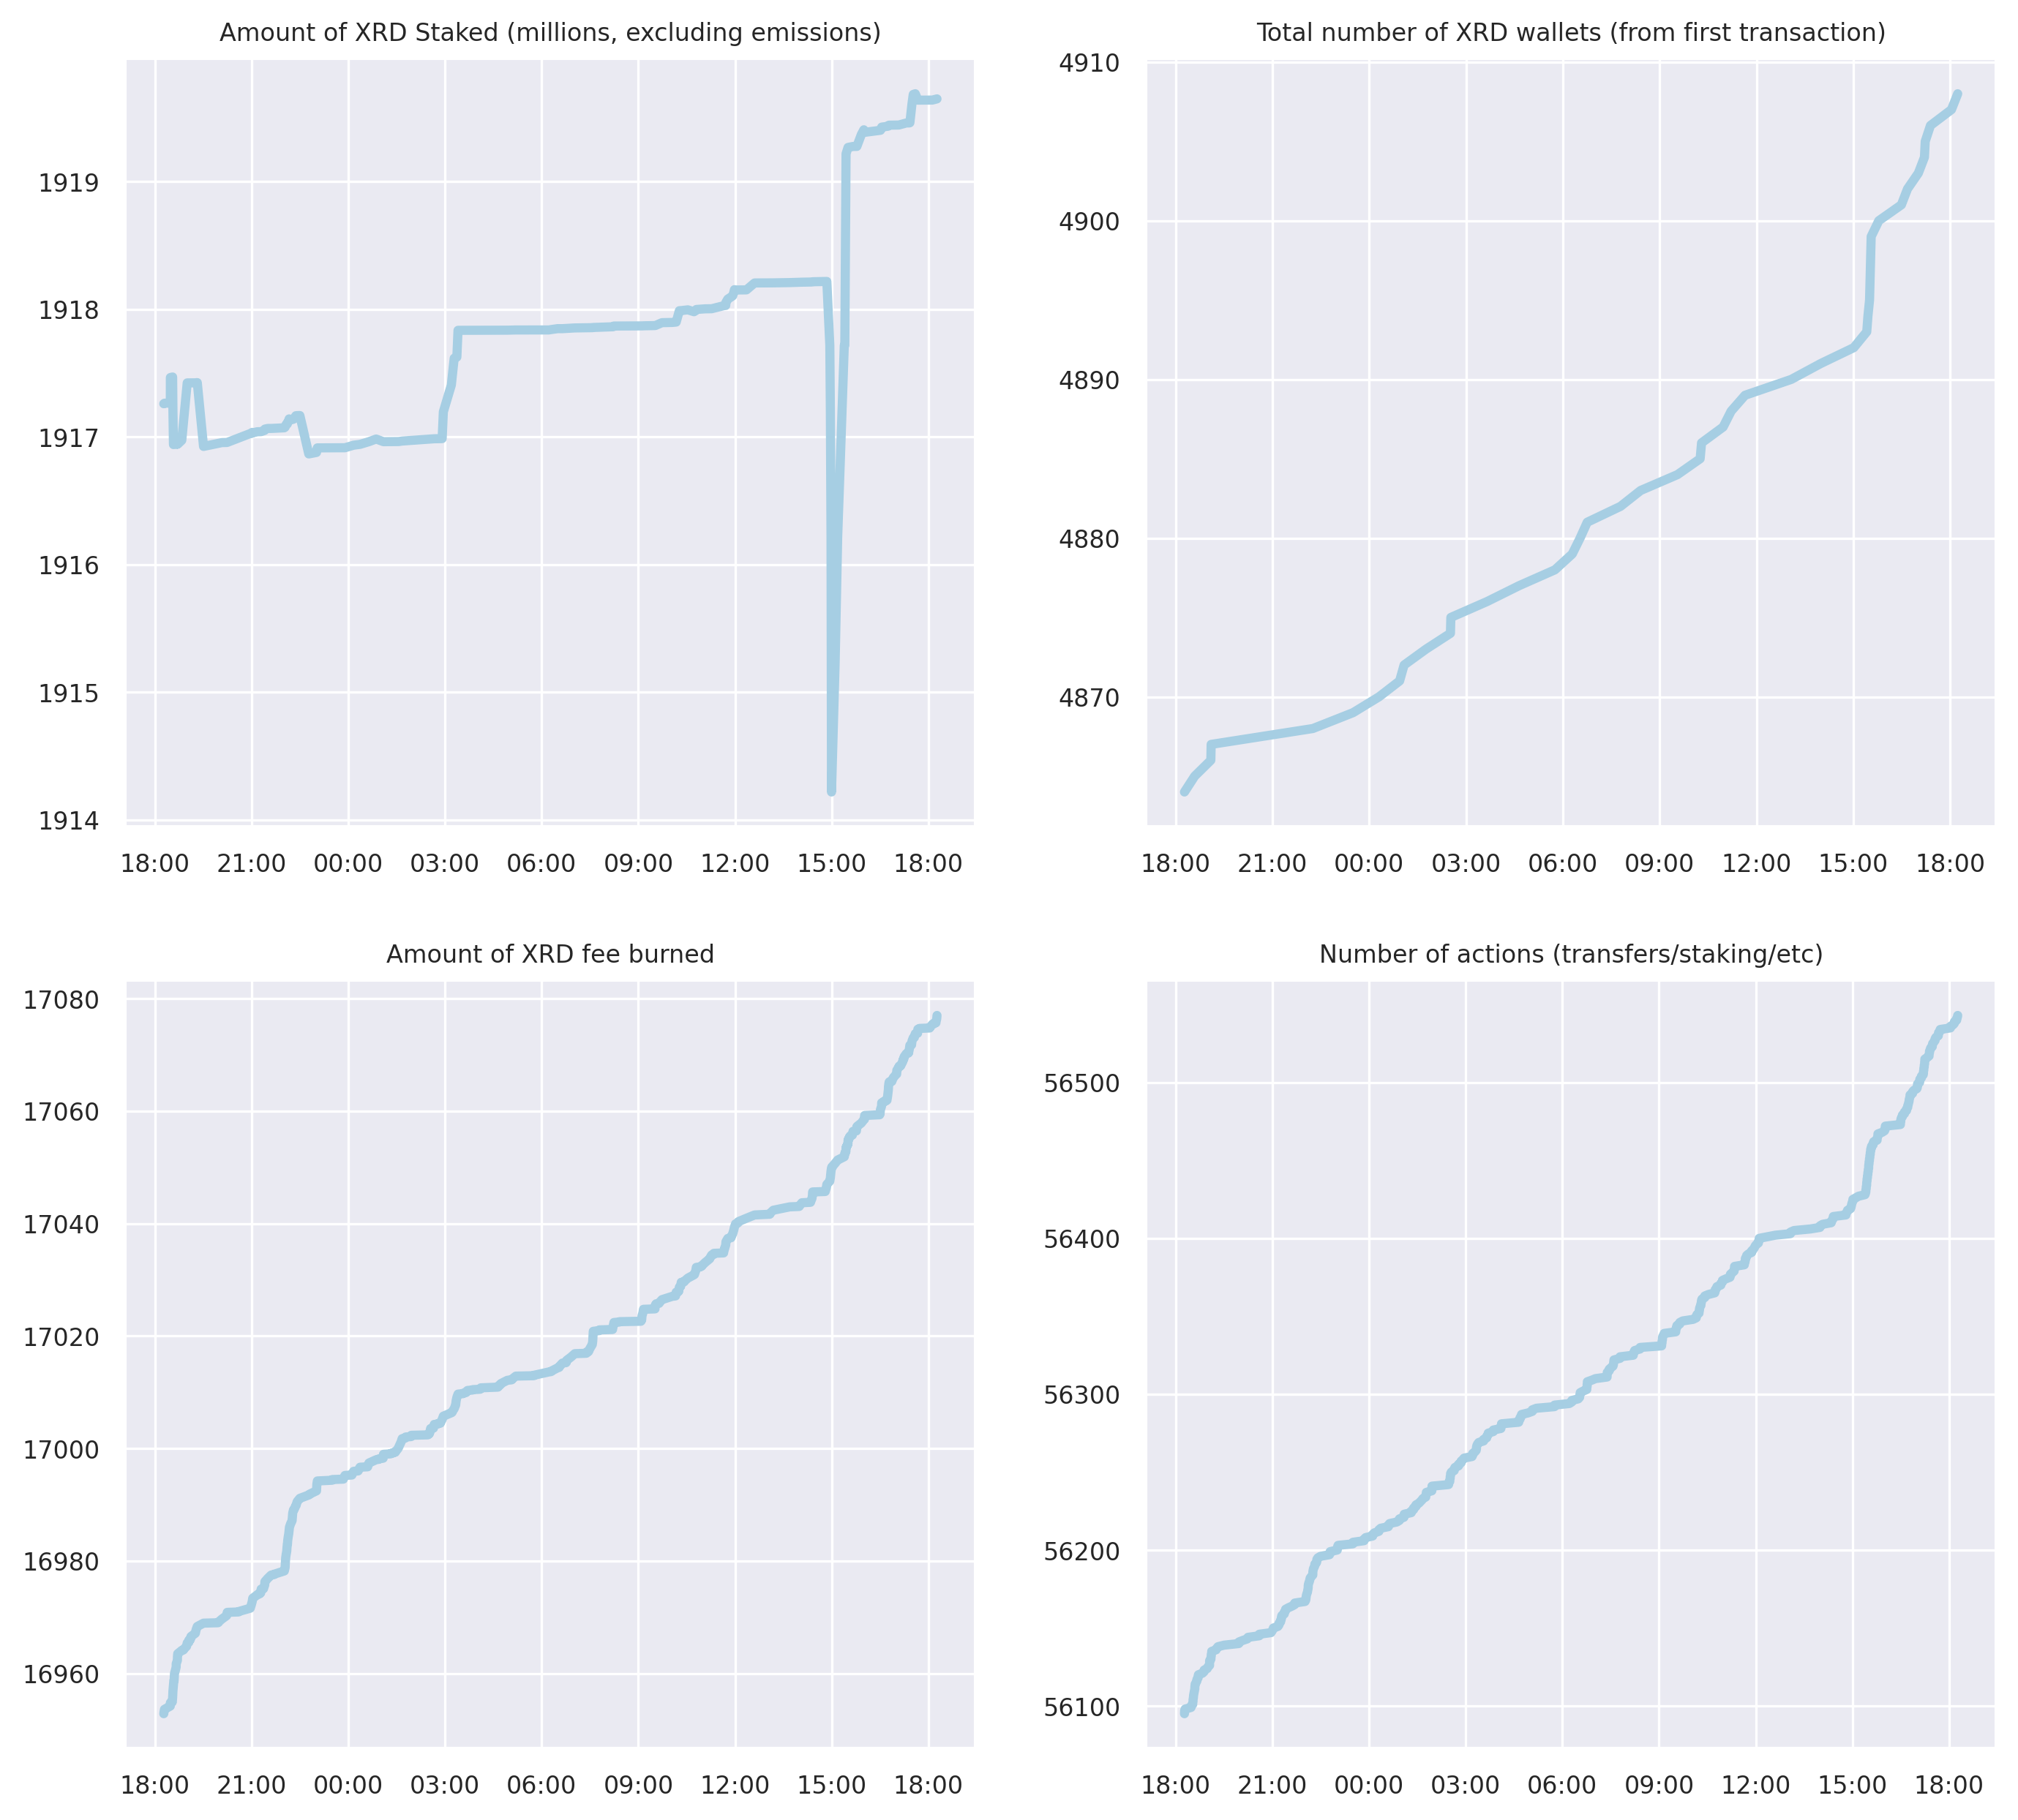 Amount of XRD Staked (millions, excluding emissions)
1919
1918
1917
1916
1915
1914
18:00 21:00 00:00 03:00 06:00 09:00 12:00 15:00 18:00
Total number of XRD wallets (from first transaction)
4910
4900
4890
4880
4870
18:00 21:00 00:00 03:00 06:00 09:00 12:00 15:00 18:00
Amount of XRD fee burned
17080
17060
17040
17020
17000
16980
16960
18:00 21:00 00:00 03:00 06:00 09:00 12:00 15:00 18:00
Number of actions (transfers/staking/etc)
56500
56400
56300
56200
56100
18:00 21:00 00:00 03:00 06:00 09:00 12:00 15:00 18:00